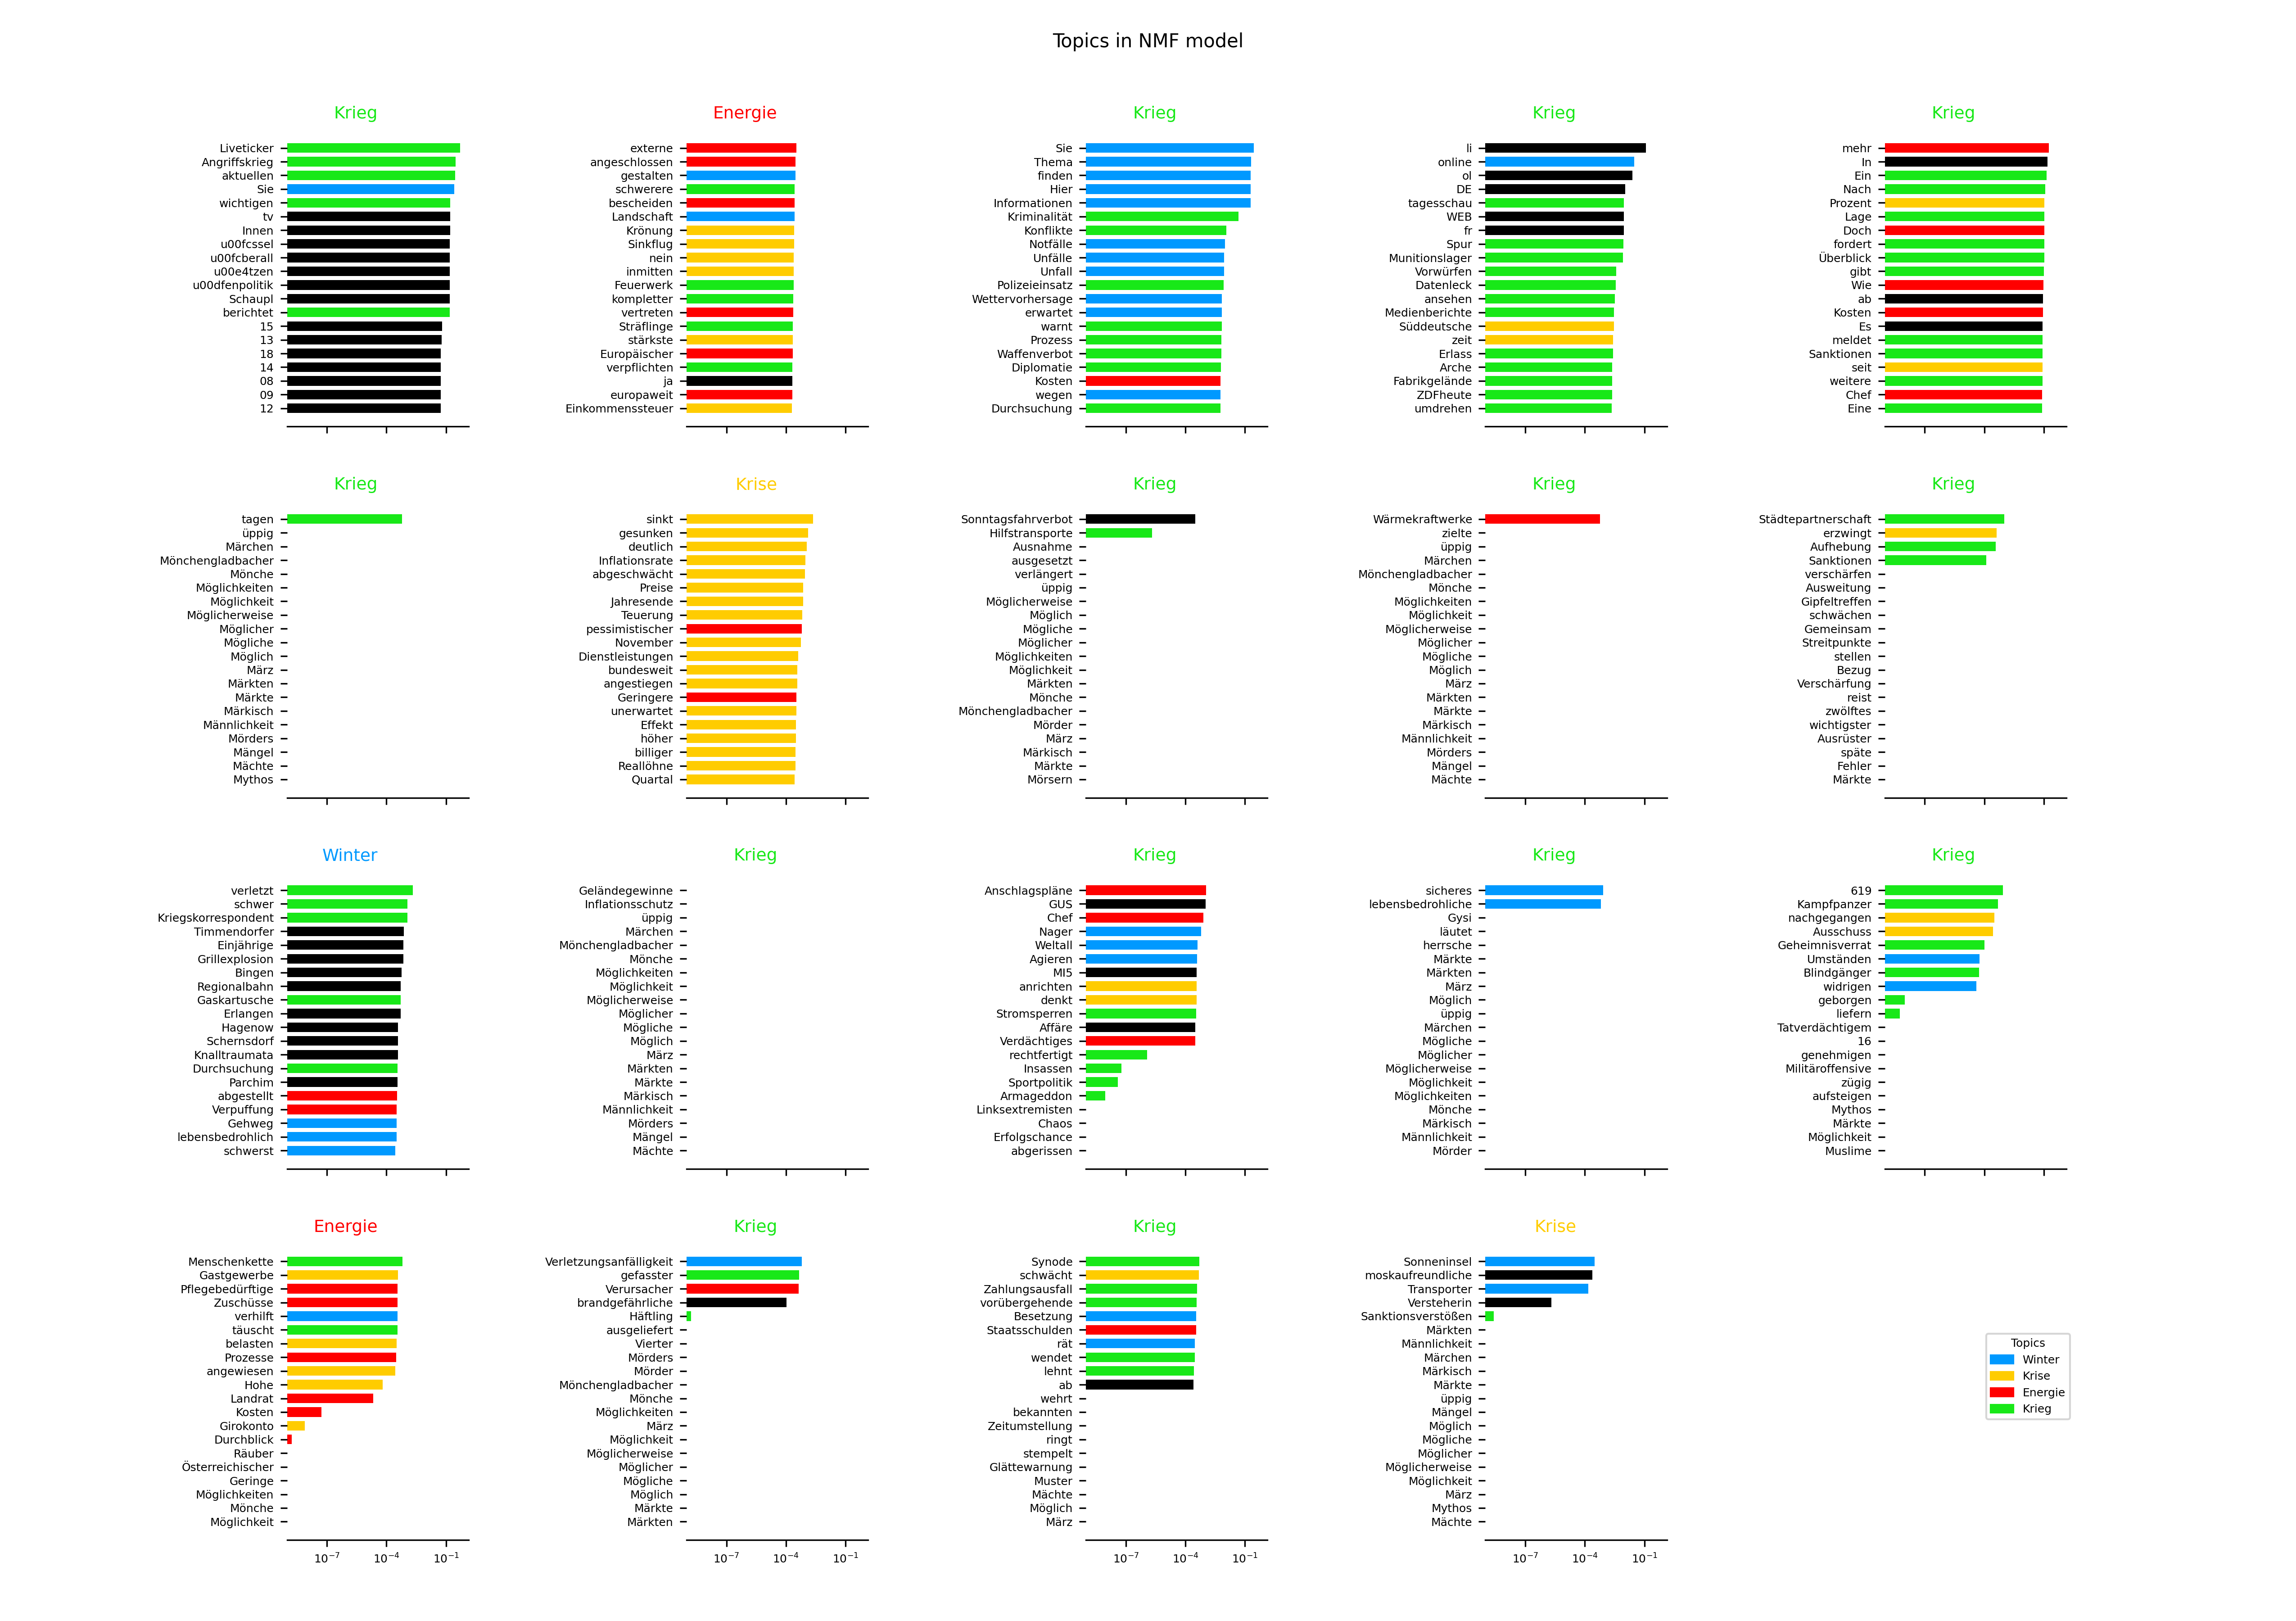 Topics in NMF model
Krieg
Liveticker
Angriffskrieg
aktuellen
Sie
wichtigen
tv
Innen
u00fcssel
u00fcberall
u00e4tzen
u00dfenpolitik
Schaupl
berichtet
15
13
18
14
08
09
12
Energie
externe
angeschlossen
gestalten
schwerere
bescheiden
Landschaft
Krönung
Sinkflug
nein
inmitten
Feuerwerk
kompletter
vertreten
Sträflinge
stärkste
Europäischer
verpflichten
ja
europaweit
Einkommenssteuer
Krieg
Sie
Thema
finden
Hier
Informationen
Kriminalität
Konflikte
Notfälle
Unfälle
Unfall
Polizeieinsatz
Wettervorhersage
erwartet
warnt
Prozess
Waffenverbot
Diplomatie
Kosten
wegen
Durchsuchung
Krieg
li
online
ol
DE
tagesschau
WEB
fr
Spur
Munitionslager
Vorwürfen
Datenleck
ansehen
Medienberichte
Süddeutsche
zeit
Erlass
Arche
Fabrikgelände
ZDFheute
umdrehen
Krieg
mehr
In
Ein
Nach
Prozent
Lage
Doch
fordert
Überblick
gibt
Wie
ab
Kosten
Es
meldet
Sanktionen
seit
weitere
Chef
Eine
Krieg
tagen
üppig
Märchen
Mönchengladbacher
Mönche
Möglichkeiten
Möglichkeit
Möglicherweise
Möglicher
Mögliche
Möglich
März
Märkten
Märkte
Märkisch
Männlichkeit
Mörders
Mängel
Mächte
Mythos
Krise
sinkt
gesunken
deutlich
Inflationsrate
abgeschwächt
Preise
Jahresende
Teuerung
pessimistischer
November
Dienstleistungen
bundesweit
angestiegen
Geringere
unerwartet
Effekt
höher
billiger
Reallöhne
Quartal
Krieg
Sonntagsfahrverbot
Hilfstransporte
Ausnahme
ausgesetzt
verlängert
üppig
Möglicherweise
Möglich
Mögliche
Möglicher
Möglichkeiten
Möglichkeit
Märkten
Mönche
Mönchengladbacher
Mörder
März
Märkisch
Märkte
Mörsern
Krieg
Wärmekraftwerke
zielte
üppig
Märchen
Mönchengladbacher
Mönche
Möglichkeiten
Möglichkeit
Möglicherweise
Möglicher
Mögliche
Möglich
März
Märkten
Märkte
Märkisch
Männlichkeit
Mörders
Mängel
Mächte
Krieg
Städtepartnerschaft
erzwingt
Aufhebung
Sanktionen
verschärfen
Ausweitung
Gipfeltreffen
schwächen
Gemeinsam
Streitpunkte
stellen
Bezug
Verschärfung
reist
zwölftes
wichtigster
Ausrüster
späte
Fehler
Märkte
Winter
verletzt
schwer
Kriegskorrespondent
Timmendorfer
Einjährige
Grillexplosion
Bingen
Regionalbahn
Gaskartusche
Erlangen
Hagenow
Schernsdorf
Knalltraumata
Durchsuchung
Parchim
abgestellt
Verpuffung
Gehweg
lebensbedrohlich
schwerst
Krieg
Geländegewinne
Inflationsschutz
üppig
Märchen
Mönchengladbacher
Mönche
Möglichkeiten
Möglichkeit
Möglicherweise
Möglicher
Mögliche
Möglich
März
Märkten
Märkte
Märkisch
Männlichkeit
Mörders
Mängel
Mächte
Krieg
Anschlagspläne
GUS
Chef
Nager
Weltall
Agieren
MI5
anrichten
denkt
Stromsperren
Affäre
Verdächtiges
rechtfertigt
Insassen
Sportpolitik
Armageddon
Linksextremisten
Chaos
Erfolgschance
abgerissen
Krieg
sicheres
lebensbedrohliche
Gysi
läutet
herrsche
Märkte
Märkten
März
Möglich
üppig
Märchen
Mögliche
Möglicher
Möglicherweise
Möglichkeit
Möglichkeiten
Mönche
Märkisch
Männlichkeit
Mörder
Krieg
619
Kampfpanzer
nachgegangen
Ausschuss
Geheimnisverrat
Umständen
Blindgänger
widrigen
geborgen
liefern
Tatverdächtigem
16
genehmigen
Militäroffensive
zügig
aufsteigen
Mythos
Märkte
Möglichkeit
Muslime
Energie
Menschenkette
Gastgewerbe
Pflegebedürftige
Zuschüsse
verhilft
täuscht
belasten
Prozesse
angewiesen
Hohe
Landrat
Kosten
Girokonto
Durchblick
Räuber
Österreichischer
Geringe
Möglichkeiten
Mönche
Möglichkeit
10⁻⁷ 10⁻⁴ 10⁻¹
Krieg
Verletzungsanfälligkeit
gefasster
Verursacher
brandgefährliche
Häftling
ausgeliefert
Vierter
Mörders
Mörder
Mönchengladbacher
Mönche
Möglichkeiten
März
Möglichkeit
Möglicherweise
Möglicher
Mögliche
Möglich
Märkte
Märkten
10⁻⁷ 10⁻⁴ 10⁻¹
Krieg
Synode
schwächt
Zahlungsausfall
vorübergehende
Besetzung
Staatsschulden
rät
wendet
lehnt
ab
wehrt
bekannten
Zeitumstellung
ringt
stempelt
Glättewarnung
Muster
Mächte
Möglich
März
10⁻⁷ 10⁻⁴ 10⁻¹
Krise
Sonneninsel
moskaufreundliche
Transporter
Versteherin
Sanktionsverstößen
Märkten
Männlichkeit
Märchen
Märkisch
Märkte
üppig
Mängel
Möglich
Mögliche
Möglicher
Möglicherweise
Möglichkeit
März
Mythos
Mächte
10⁻⁷ 10⁻⁴ 10⁻¹
Topics
Winter
Krise
Energie
Krieg